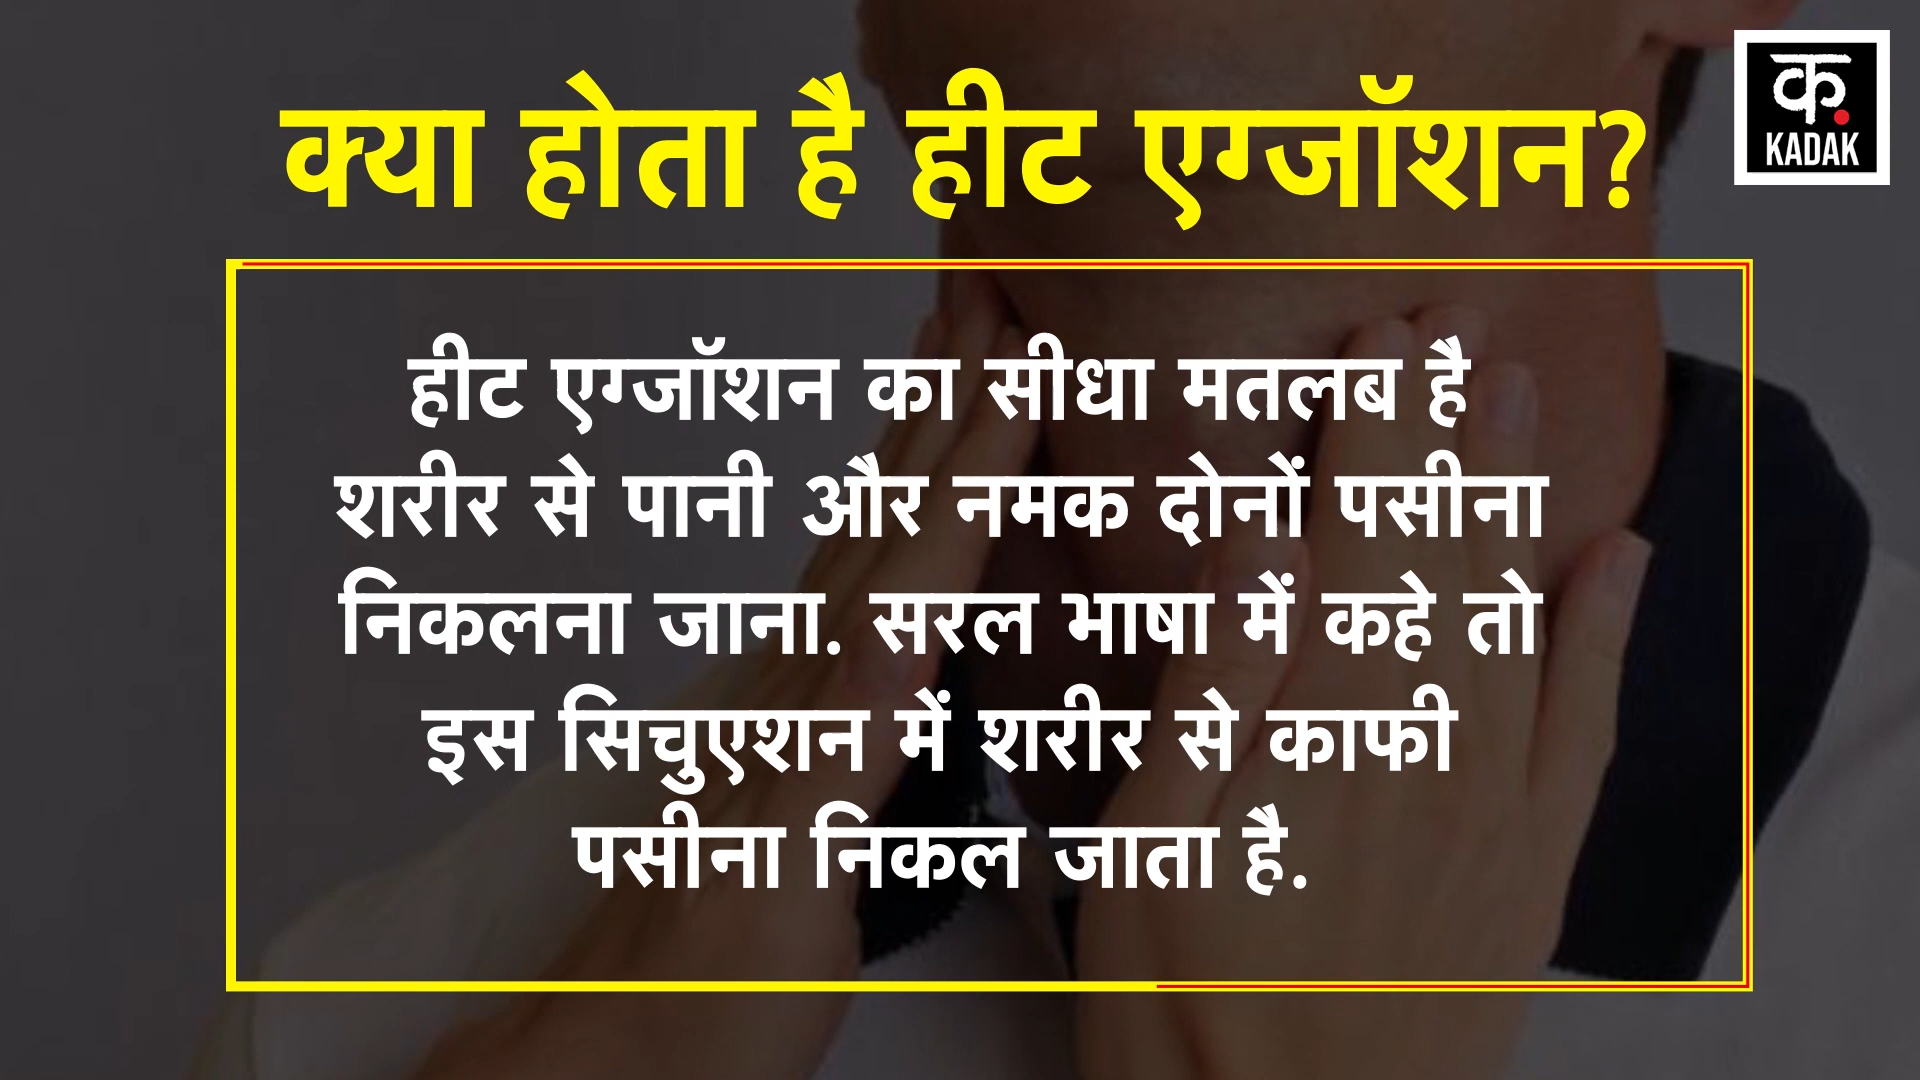 क्या होता है हीट एग्जॉशन?
क
KADAK
हीट एग्जॉशन का सीधा मतलब है
शरीर से पानी और नमक दोनों पसीना
निकलना जाना. सरल भाषा में कहे तो
इस सिचुएशन में शरीर से काफी
पसीना निकल जाता है.